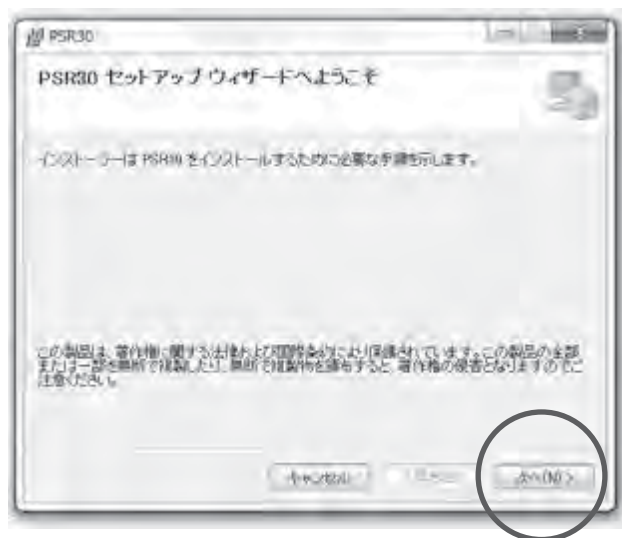 PSR30
PSR30 セットアップ ウィザードへようこそ
インストーラーは PSR30 をインストールするために必要な手順を示します。
この製品は、著作権に関する法律および国際条約により保護されています。この製品の全部
または一部を無断で複製したり、無断で複製物を頒布すると、著作権の侵害となりますのでご
注意ください。
キャンセル
次へ(N) >